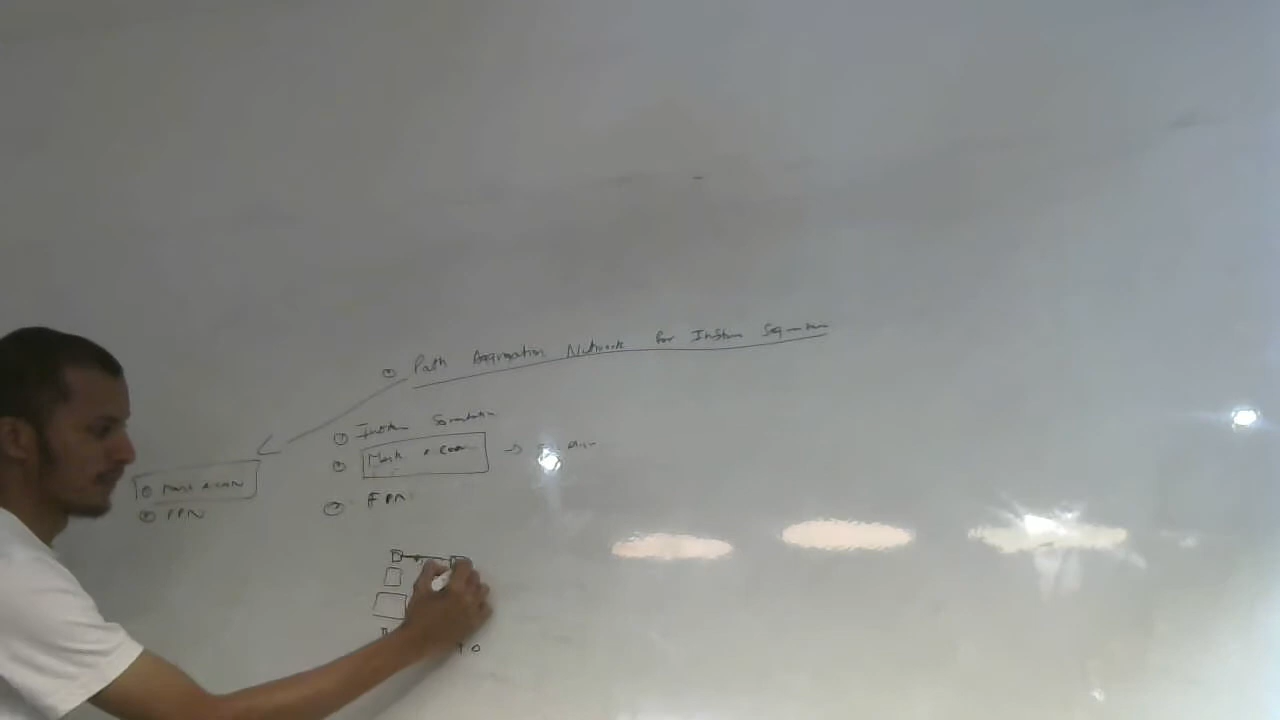 Path Aggregation Network for Instance Segmentation
Instance Segmentation
Mask R CNN →
FPN
Mask R-CNN
FPN